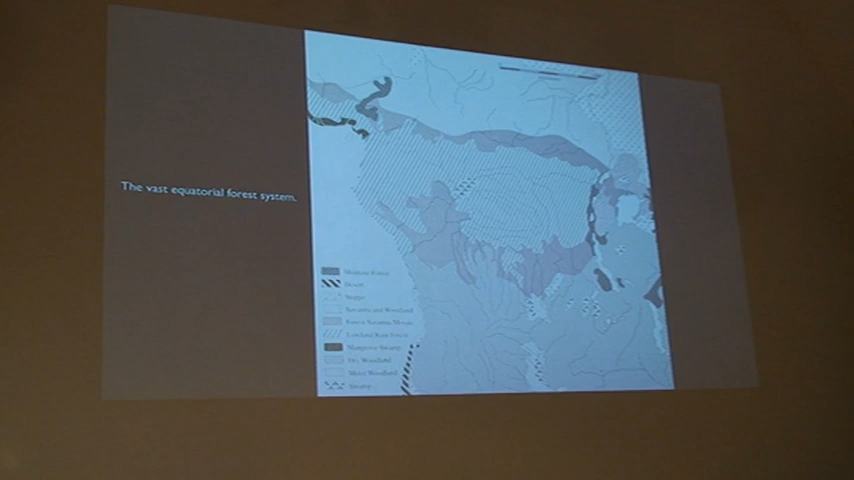 The vast equatorial forest system.
Montane Forest
Desert
Steppe
Savanna and Woodland
Forest Savanna Mosaic
Lowland Rain Forest
Mangrove Swamp
Dry Woodland
Moist Woodland
Swamp